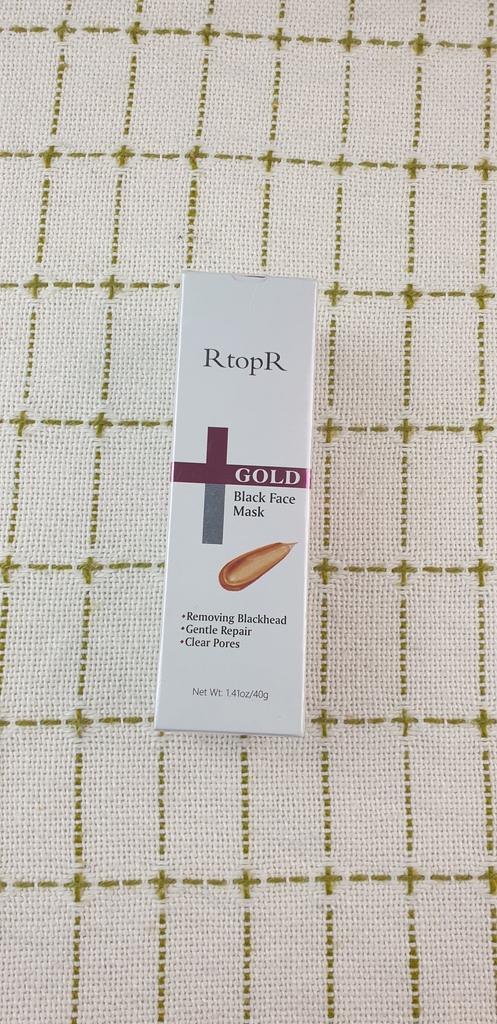 RtopR
GOLD
Black Face
Mask
•Removing Blackhead
•Gentle Repair
•Clear Pores
Net Wt: 1.41oz/40g